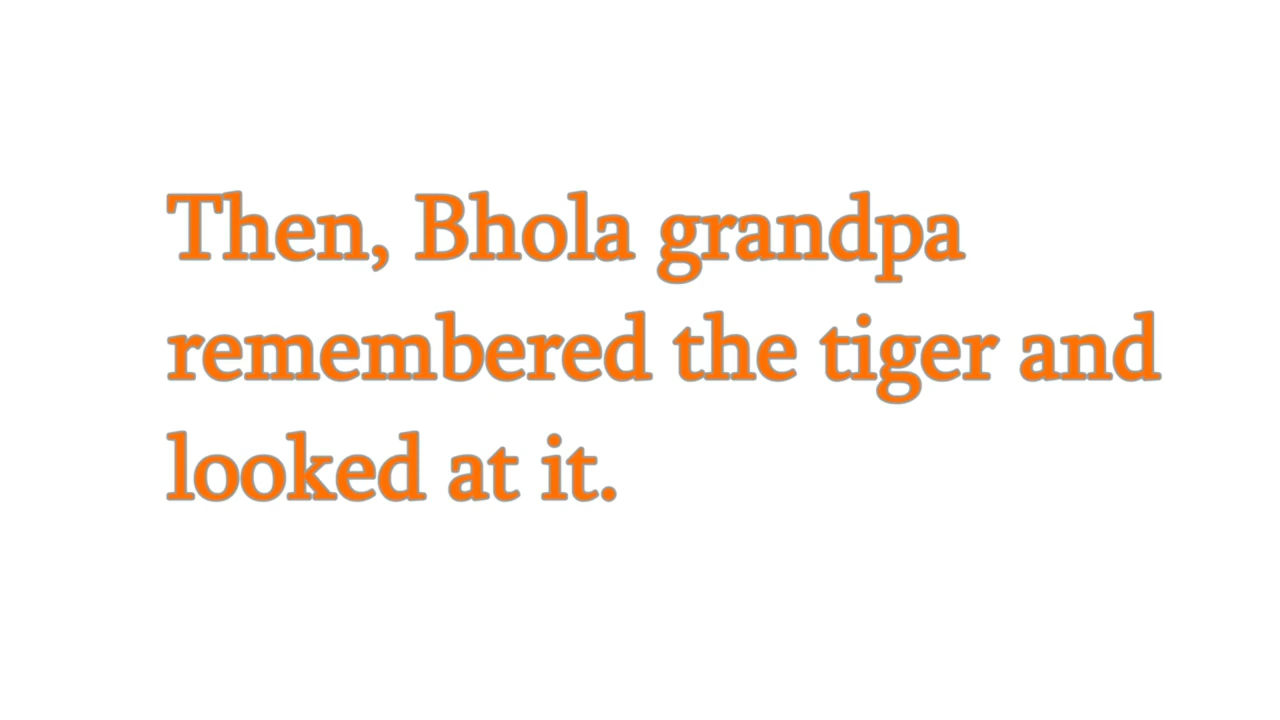 Then, Bhola grandpa
remembered the tiger and
looked at it.